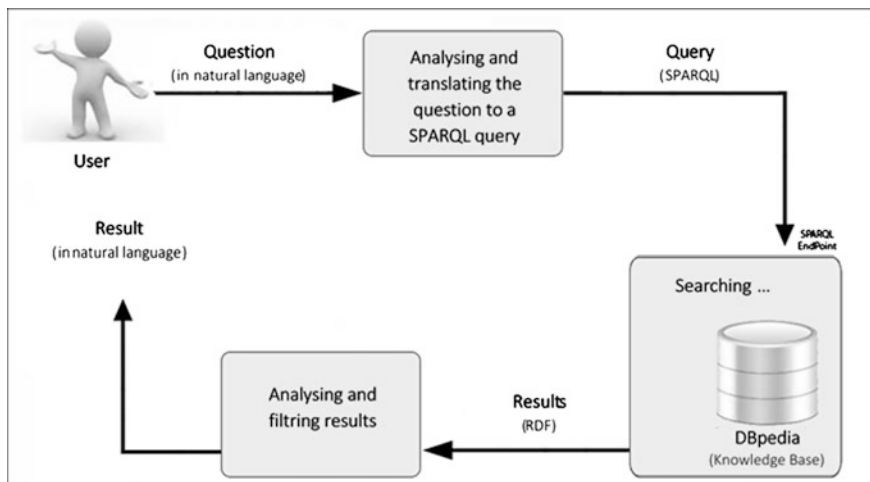 Question
(in natural language)
Analysing and
translating the
question to a
SPARQL query
Query
(SPARQL)
User
Result
(in natural language)
SPARQL
EndPoint
Searching ...
Analysing and
filtring results
Results
(RDF)
DBpedia
(Knowledge Base)